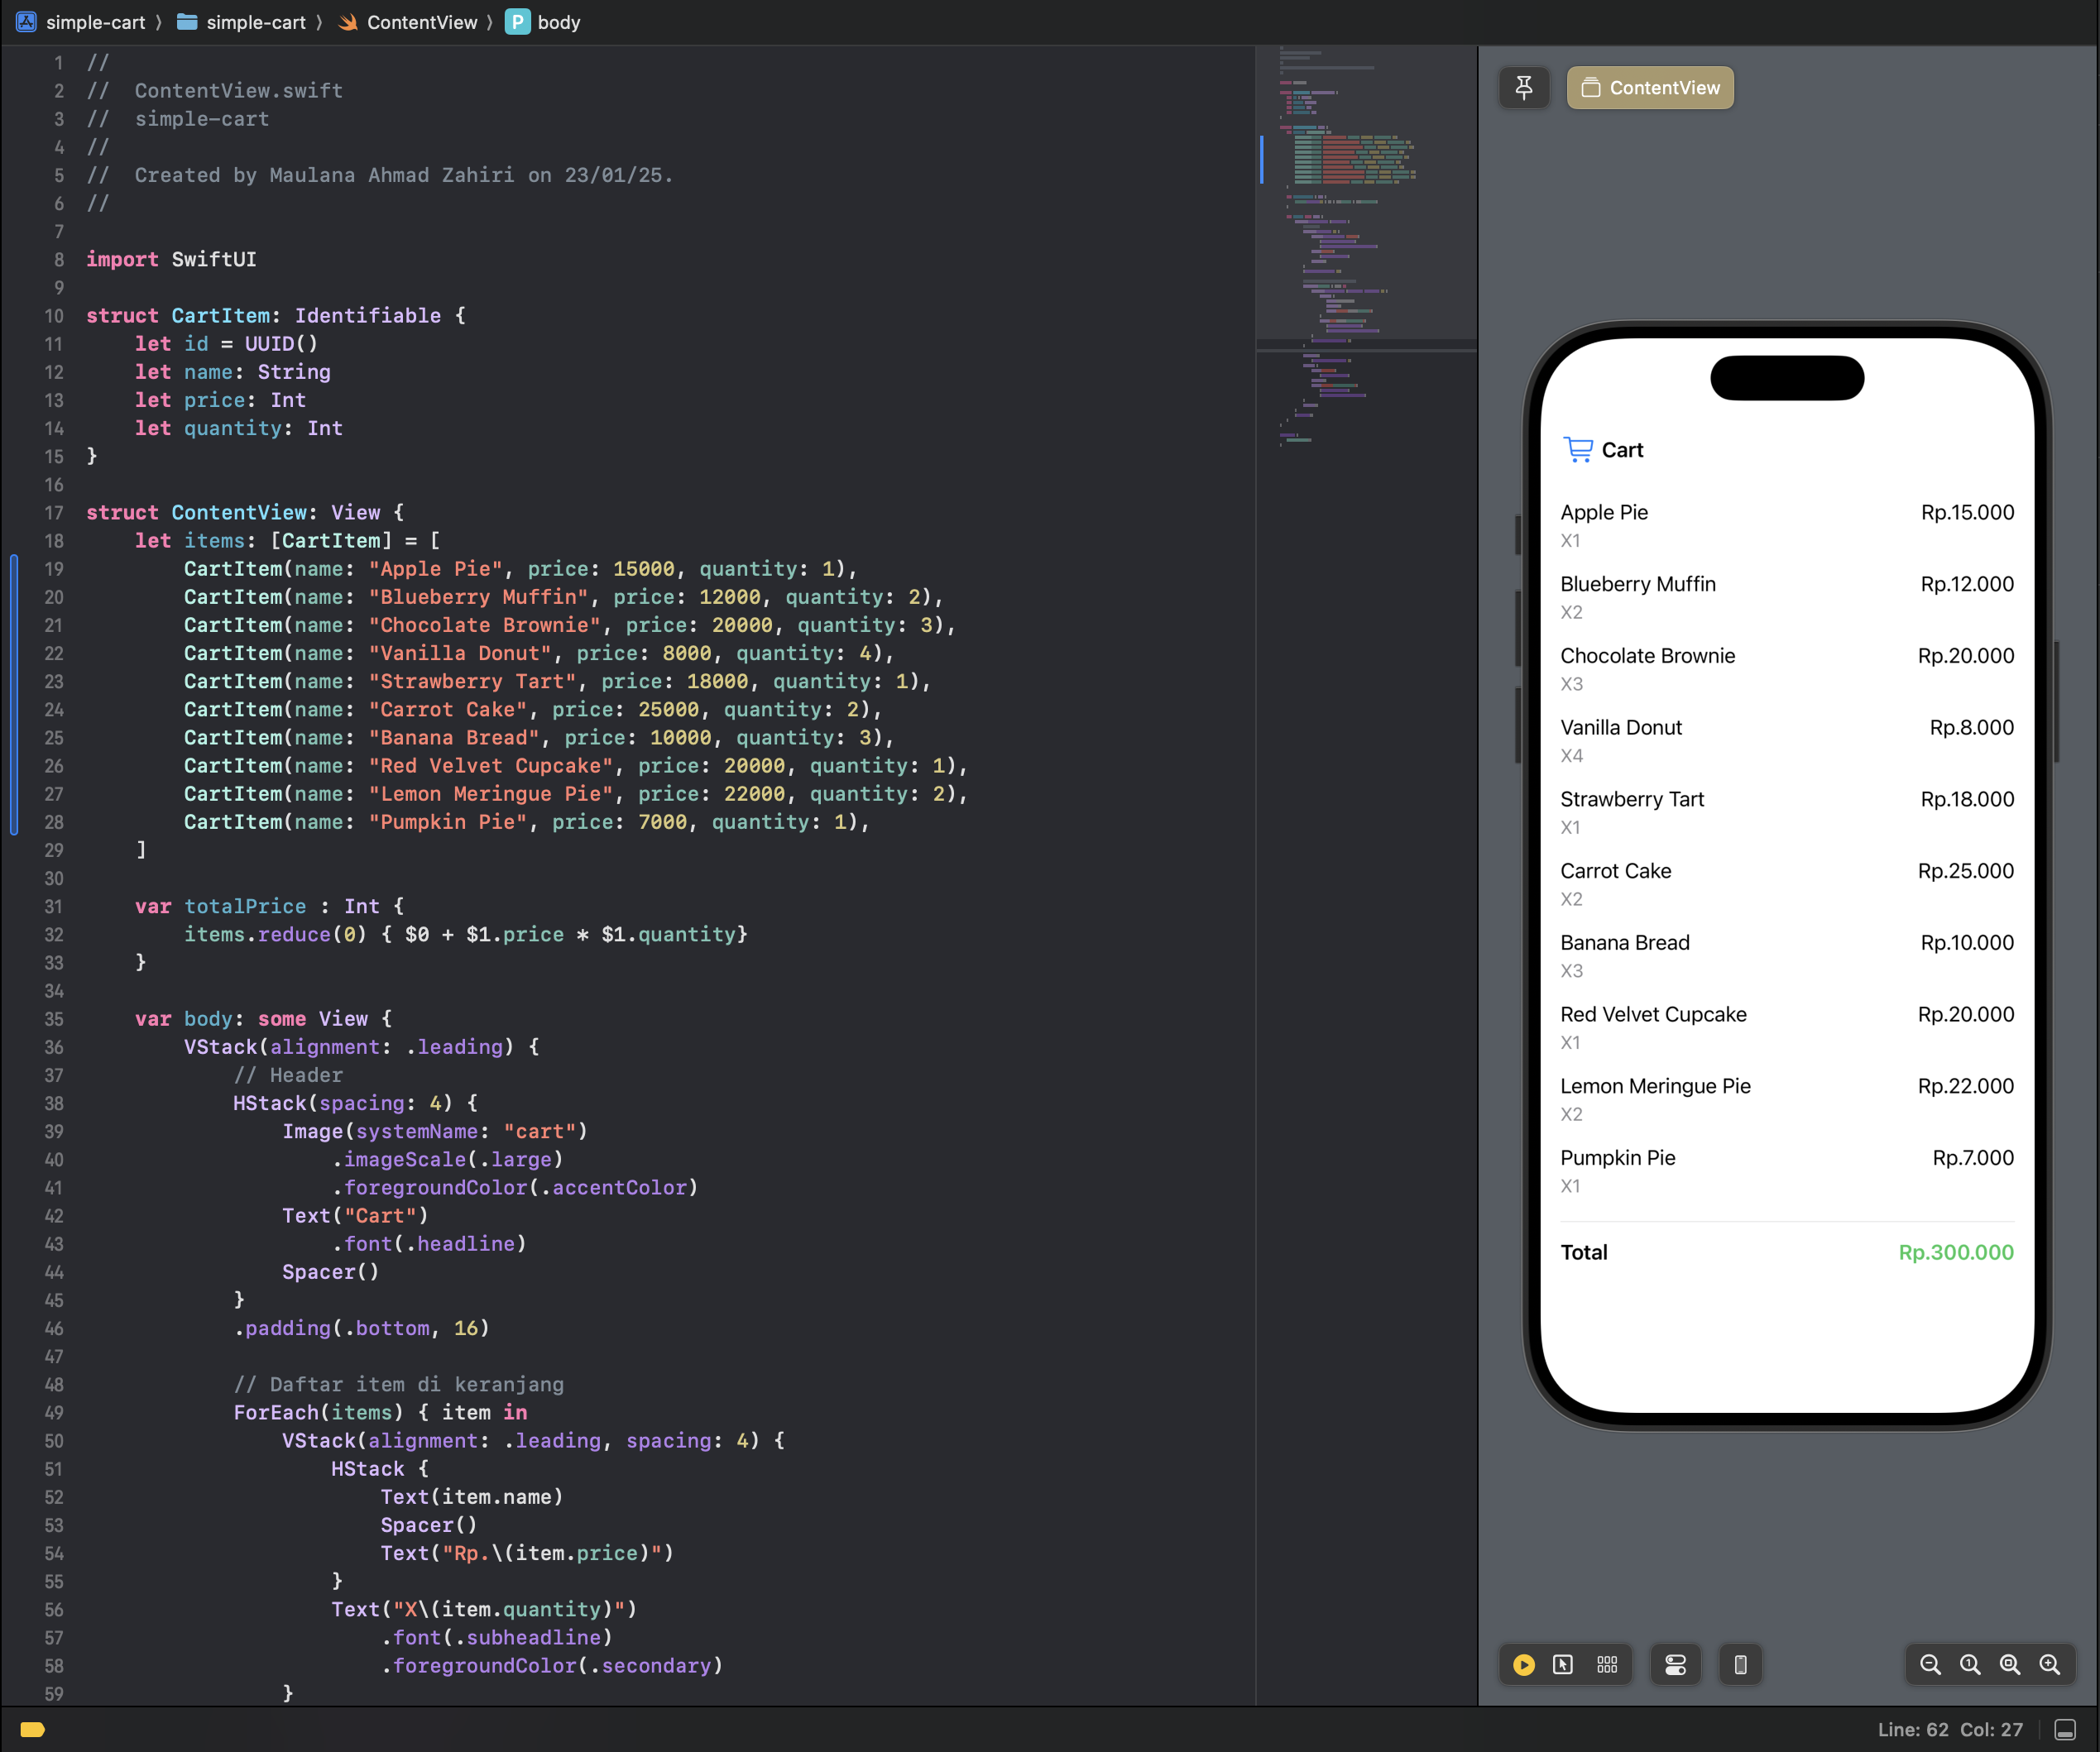 simple-cart 〉 simple-cart 〉 ContentView 〉 P body
1 //
2 //  ContentView.swift
3 //  simple-cart
4 //
5 //  Created by Maulana Ahmad Zahiri on 23/01/25.
6 //
7
8 import SwiftUI
9
10 struct CartItem: Identifiable {
11     let id = UUID()
12     let name: String
13     let price: Int
14     let quantity: Int
15 }
16
17 struct ContentView: View {
18     let items: [CartItem] = [
19         CartItem(name: "Apple Pie", price: 15000, quantity: 1),
20         CartItem(name: "Blueberry Muffin", price: 12000, quantity: 2),
21         CartItem(name: "Chocolate Brownie", price: 20000, quantity: 3),
22         CartItem(name: "Vanilla Donut", price: 8000, quantity: 4),
23         CartItem(name: "Strawberry Tart", price: 18000, quantity: 1),
24         CartItem(name: "Carrot Cake", price: 25000, quantity: 2),
25         CartItem(name: "Banana Bread", price: 10000, quantity: 3),
26         CartItem(name: "Red Velvet Cupcake", price: 20000, quantity: 1),
27         CartItem(name: "Lemon Meringue Pie", price: 22000, quantity: 2),
28         CartItem(name: "Pumpkin Pie", price: 7000, quantity: 1),
29     ]
30
31     var totalPrice : Int {
32         items.reduce(0) { $0 + $1.price * $1.quantity}
33     }
34
35     var body: some View {
36         VStack(alignment: .leading) {
37             // Header
38             HStack(spacing: 4) {
39                 Image(systemName: "cart")
40                     .imageScale(.large)
41                     .foregroundColor(.accentColor)
42                 Text("Cart")
43                     .font(.headline)
44                 Spacer()
45             }
46             .padding(.bottom, 16)
47
48             // Daftar item di keranjang
49             ForEach(items) { item in
50                 VStack(alignment: .leading, spacing: 4) {
51                     HStack {
52                         Text(item.name)
53                         Spacer()
54                         Text("Rp.\(item.price)")
55                     }
56                     Text("X\(item.quantity)")
57                         .font(.subheadline)
58                         .foregroundColor(.secondary)
59                 }
ContentView
Cart
Apple Pie Rp.15.000
X1
Blueberry Muffin Rp.12.000
X2
Chocolate Brownie Rp.20.000
X3
Vanilla Donut Rp.8.000
X4
Strawberry Tart Rp.18.000
X1
Carrot Cake Rp.25.000
X2
Banana Bread Rp.10.000
X3
Red Velvet Cupcake Rp.20.000
X1
Lemon Meringue Pie Rp.22.000
X2
Pumpkin Pie Rp.7.000
X1
Total Rp.300.000
Line: 62 Col: 27